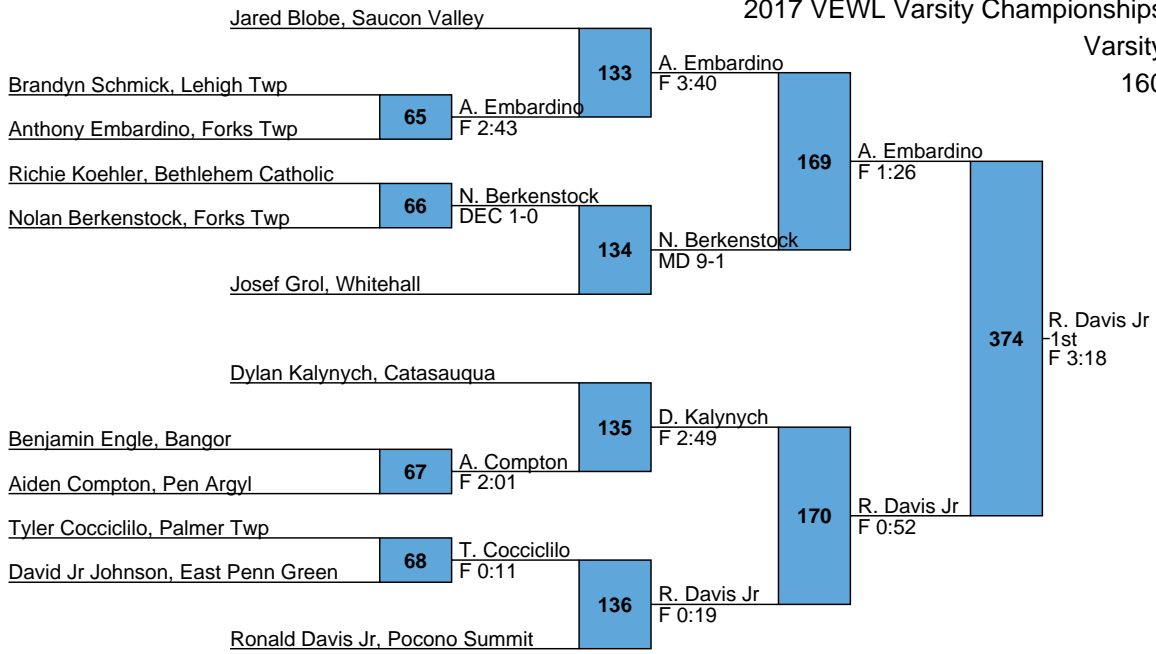 2017 VEWL Varsity Championships
Varsity
160
Jared Blobe, Saucon Valley
133
A. Embardino
F 3:40
Brandyn Schmick, Lehigh Twp
65
A. Embardino
F 2:43
Anthony Embardino, Forks Twp
169
A. Embardino
F 1:26
Richie Koehler, Bethlehem Catholic
66
N. Berkenstock
DEC 1-0
Nolan Berkenstock, Forks Twp
134
N. Berkenstock
MD 9-1
Josef Grol, Whitehall
374
R. Davis Jr
1st
F 3:18
Dylan Kalynych, Catasauqua
135
D. Kalynych
F 2:49
Benjamin Engle, Bangor
67
A. Compton
F 2:01
Aiden Compton, Pen Argyl
170
R. Davis Jr
F 0:52
Tyler Cocciclilo, Palmer Twp
68
T. Cocciclilo
F 0:11
David Jr Johnson, East Penn Green
136
R. Davis Jr
F 0:19
Ronald Davis Jr, Pocono Summit